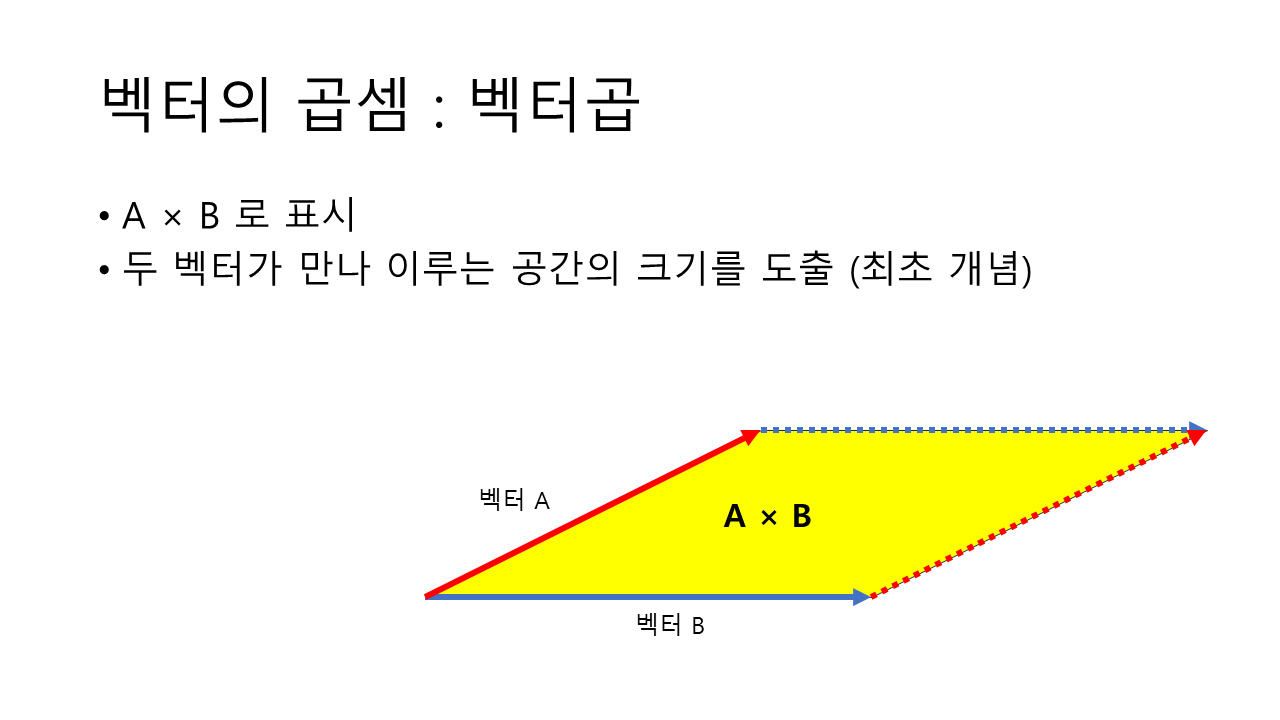 벡터의 곱셈 : 벡터곱
• A × B 로 표시
• 두 벡터가 만나 이루는 공간의 크기를 도출 (최초 개념)
벡터 A
A × B
벡터 B